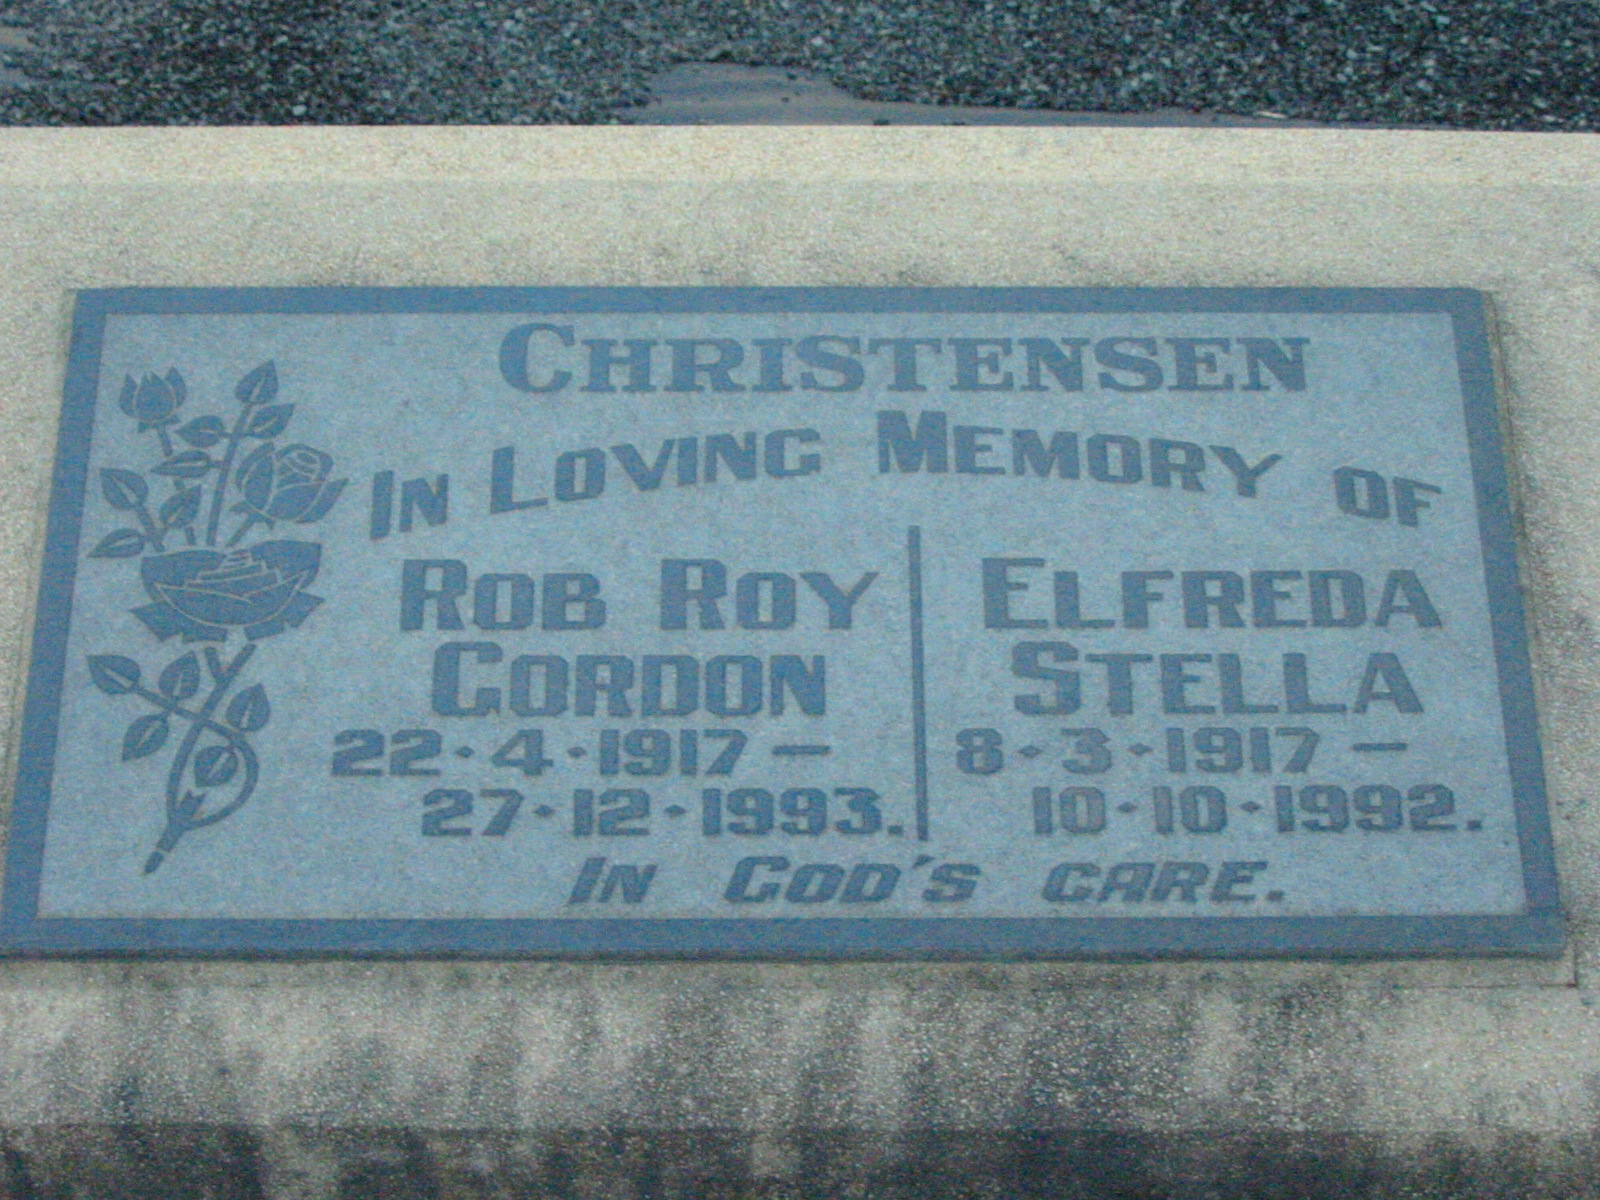 CHRISTENSEN
IN LOVING MEMORY OF
ROB ROY
GORDON
22·4·1917 —
27·12·1993.
ELFREDA
STELLA
8·3·1917 —
10·10·1992.
IN GOD'S CARE.